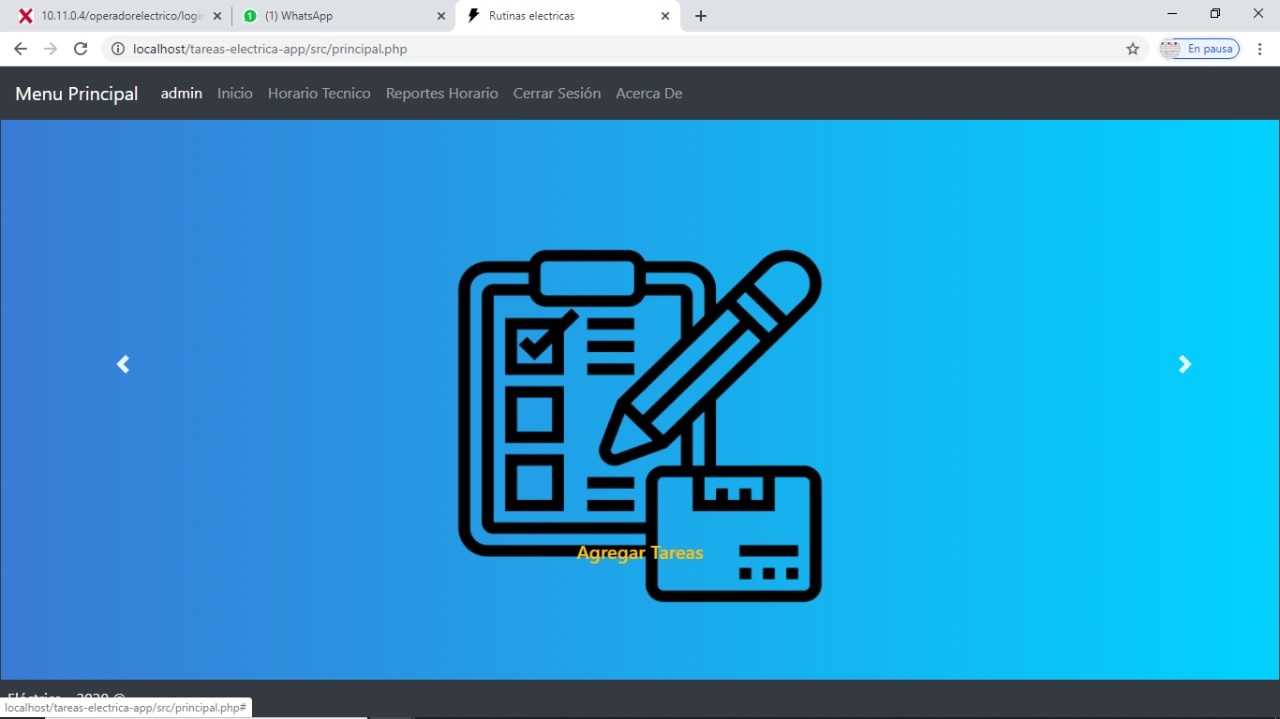 10.11.0.4/operadorelectrico/login
(1) WhatsApp
Rutinas electricas
localhost/tareas-electrica-app/src/principal.php
En pausa
Menu Principal admin Inicio Horario Tecnico Reportes Horario Cerrar Sesión Acerca De
Agregar Tareas
2020 ©
localhost/tareas-electrica-app/src/principal.php#